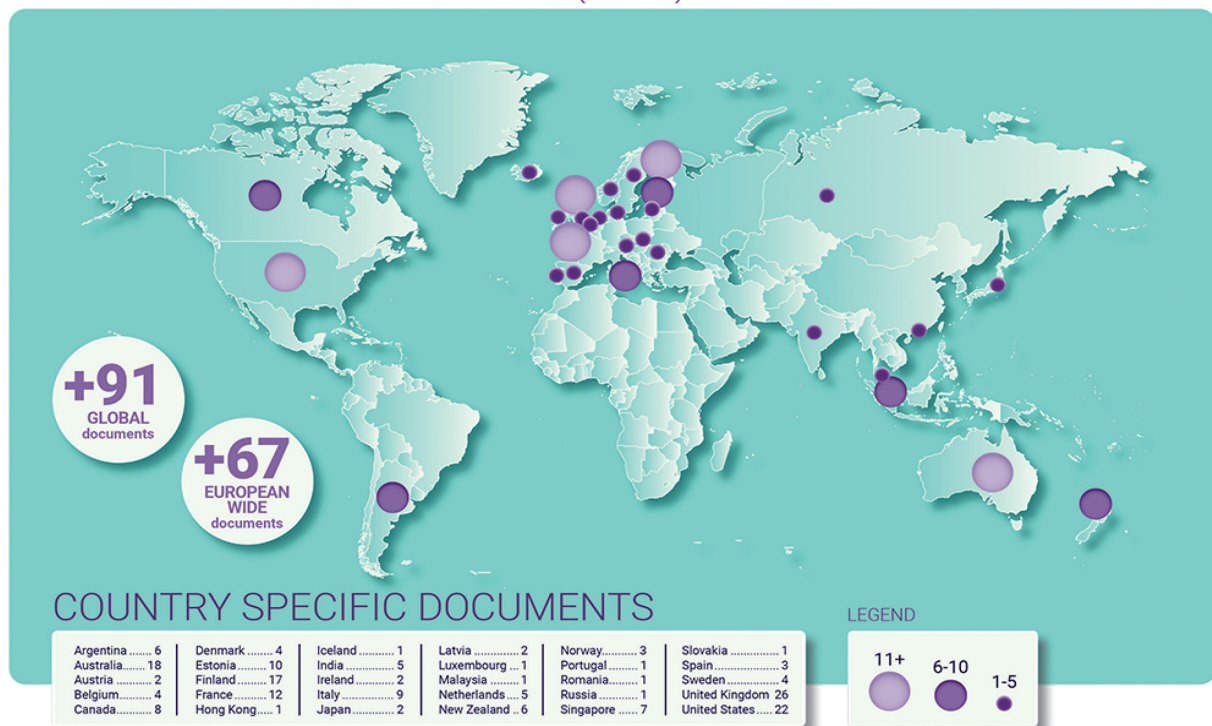 +91
GLOBAL
documents
+67
EUROPEAN
WIDE
documents
COUNTRY SPECIFIC DOCUMENTS
Argentina ....... 6
Australia....... 18
Austria .......... 2
Belgium......... 4
Canada.......... 8
Denmark ........ 4
Estonia ........ 10
Finland ........ 17
France ......... 12
Hong Kong.... 1
Iceland ........ 1
India ............ 5
Ireland ......... 2
Italy .............. 9
Japan .......... 2
Latvia .............. 2
Luxembourg ... 1
Malaysia ......... 1
Netherlands.... 5
New Zealand .. 6
Norway......... 3
Portugal ....... 1
Romania....... 1
Russia .......... 1
Singapore .... 7
Slovakia .............. 1
Spain ................... 3
Sweden ............... 4
United Kingdom 26
United States ..... 22
LEGEND
11+
6-10
1-5